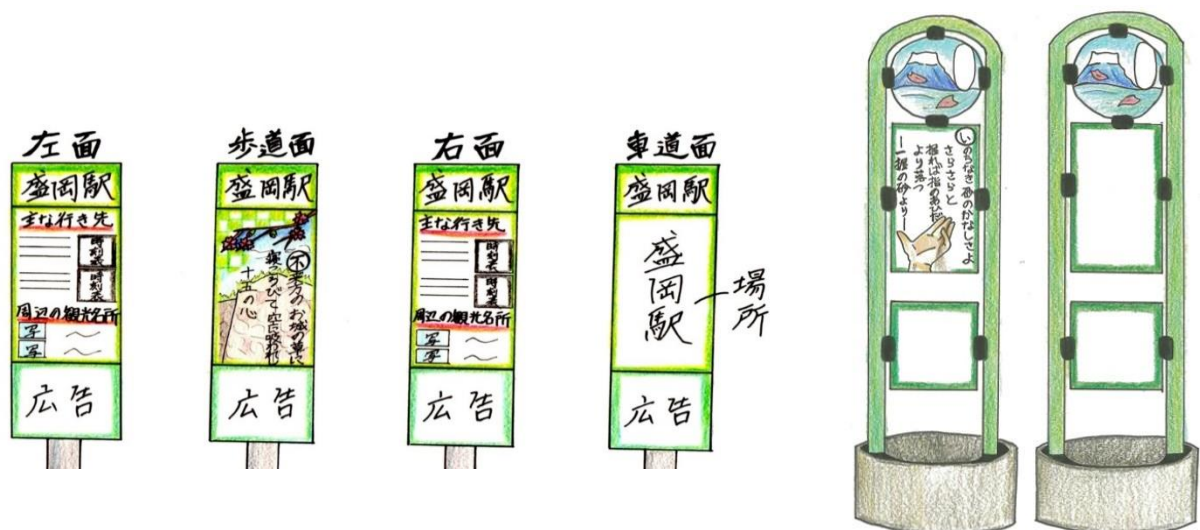 左面
盛岡駅
主な行き先
時刻表
時刻表
周辺の観光名所
写
写
広告
歩道面
盛岡駅
不来方のお城の草に
寝ころびて空に吸われし
十五の心
広告
右面
盛岡駅
主な行き先
時刻表
時刻表
周辺の観光名所
写
写
広告
車道面
盛岡駅
盛岡駅
場所
広告
いのちなき砂のかなしさよ
さらさらと
握れば指のあひだ
より落つ
―一握の砂より―